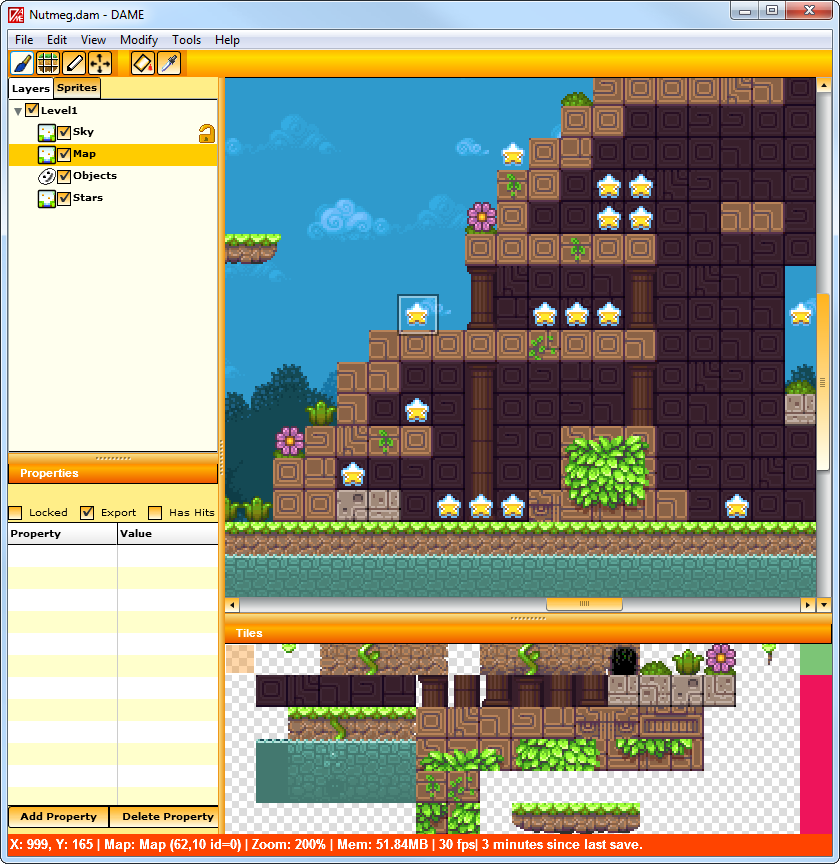 Nutmeg.dam - DAME
File Edit View Modify Tools Help
Layers Sprites
Level1
Sky
Map
Objects
Stars
Properties
Locked Export Has Hits
Property Value
Add Property Delete Property
Tiles
X: 999, Y: 165 | Map: Map (62,10 id=0) | Zoom: 200% | Mem: 51.84MB | 30 fps| 3 minutes since last save.